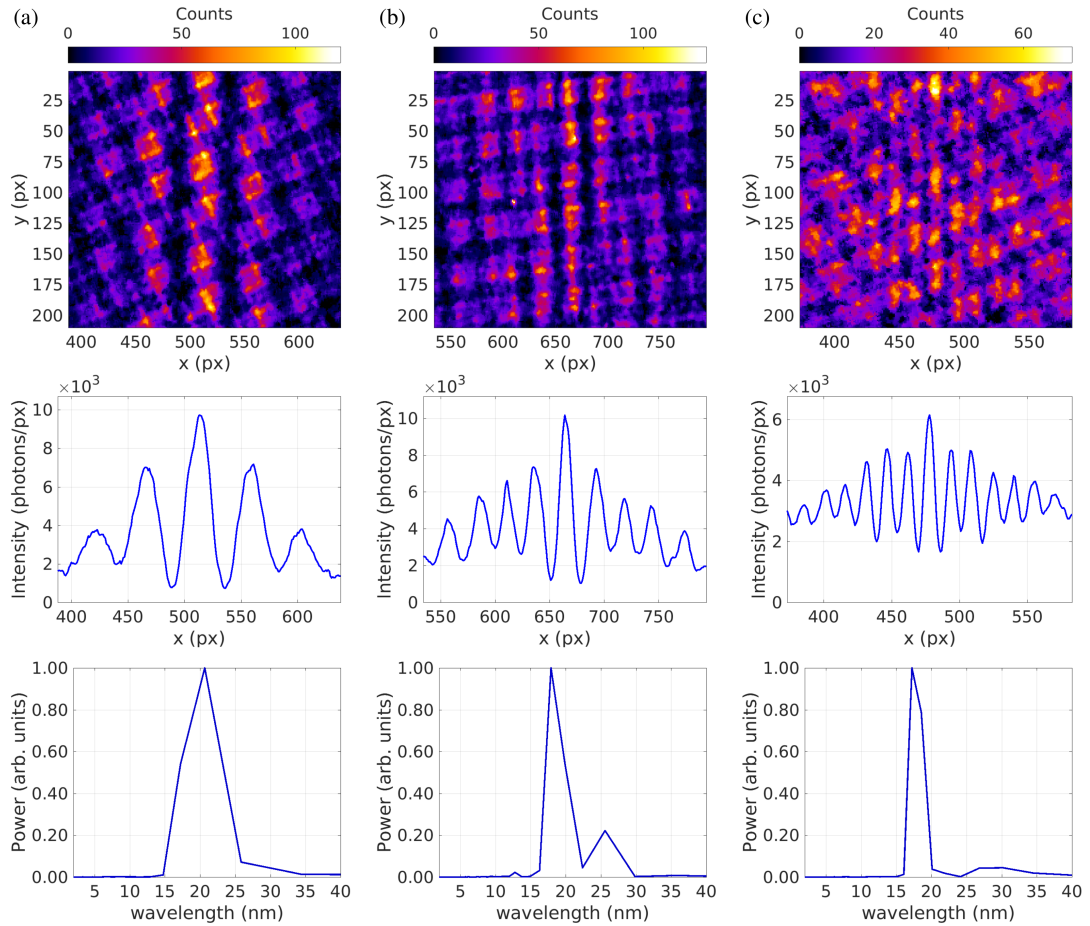 (a) Counts (b) Counts (c) Counts
0 50 100 0 50 100 0 20 40 60
y (px) 25 50 75 100 125 150 175 200
400 450 500 550 600
x (px)
y (px) 25 50 75 100 125 150 175 200
550 600 650 700 750
x (px)
y (px) 25 50 75 100 125 150 175 200
400 450 500 550
x (px)
×10³
Intensity (photons/px) 10 8 6 4 2 0
400 450 500 550 600
x (px)
×10³
Intensity (photons/px) 10 8 6 4 2 0
550 600 650 700 750
x (px)
×10³
Intensity (photons/px) 6 4 2 0
400 450 500 550
x (px)
Power (arb. units) 1.00 0.80 0.60 0.40 0.20 0.00
5 10 15 20 25 30 35 40
wavelength (nm)
Power (arb. units) 1.00 0.80 0.60 0.40 0.20 0.00
5 10 15 20 25 30 35 40
wavelength (nm)
Power (arb. units) 1.00 0.80 0.60 0.40 0.20 0.00
5 10 15 20 25 30 35 40
wavelength (nm)